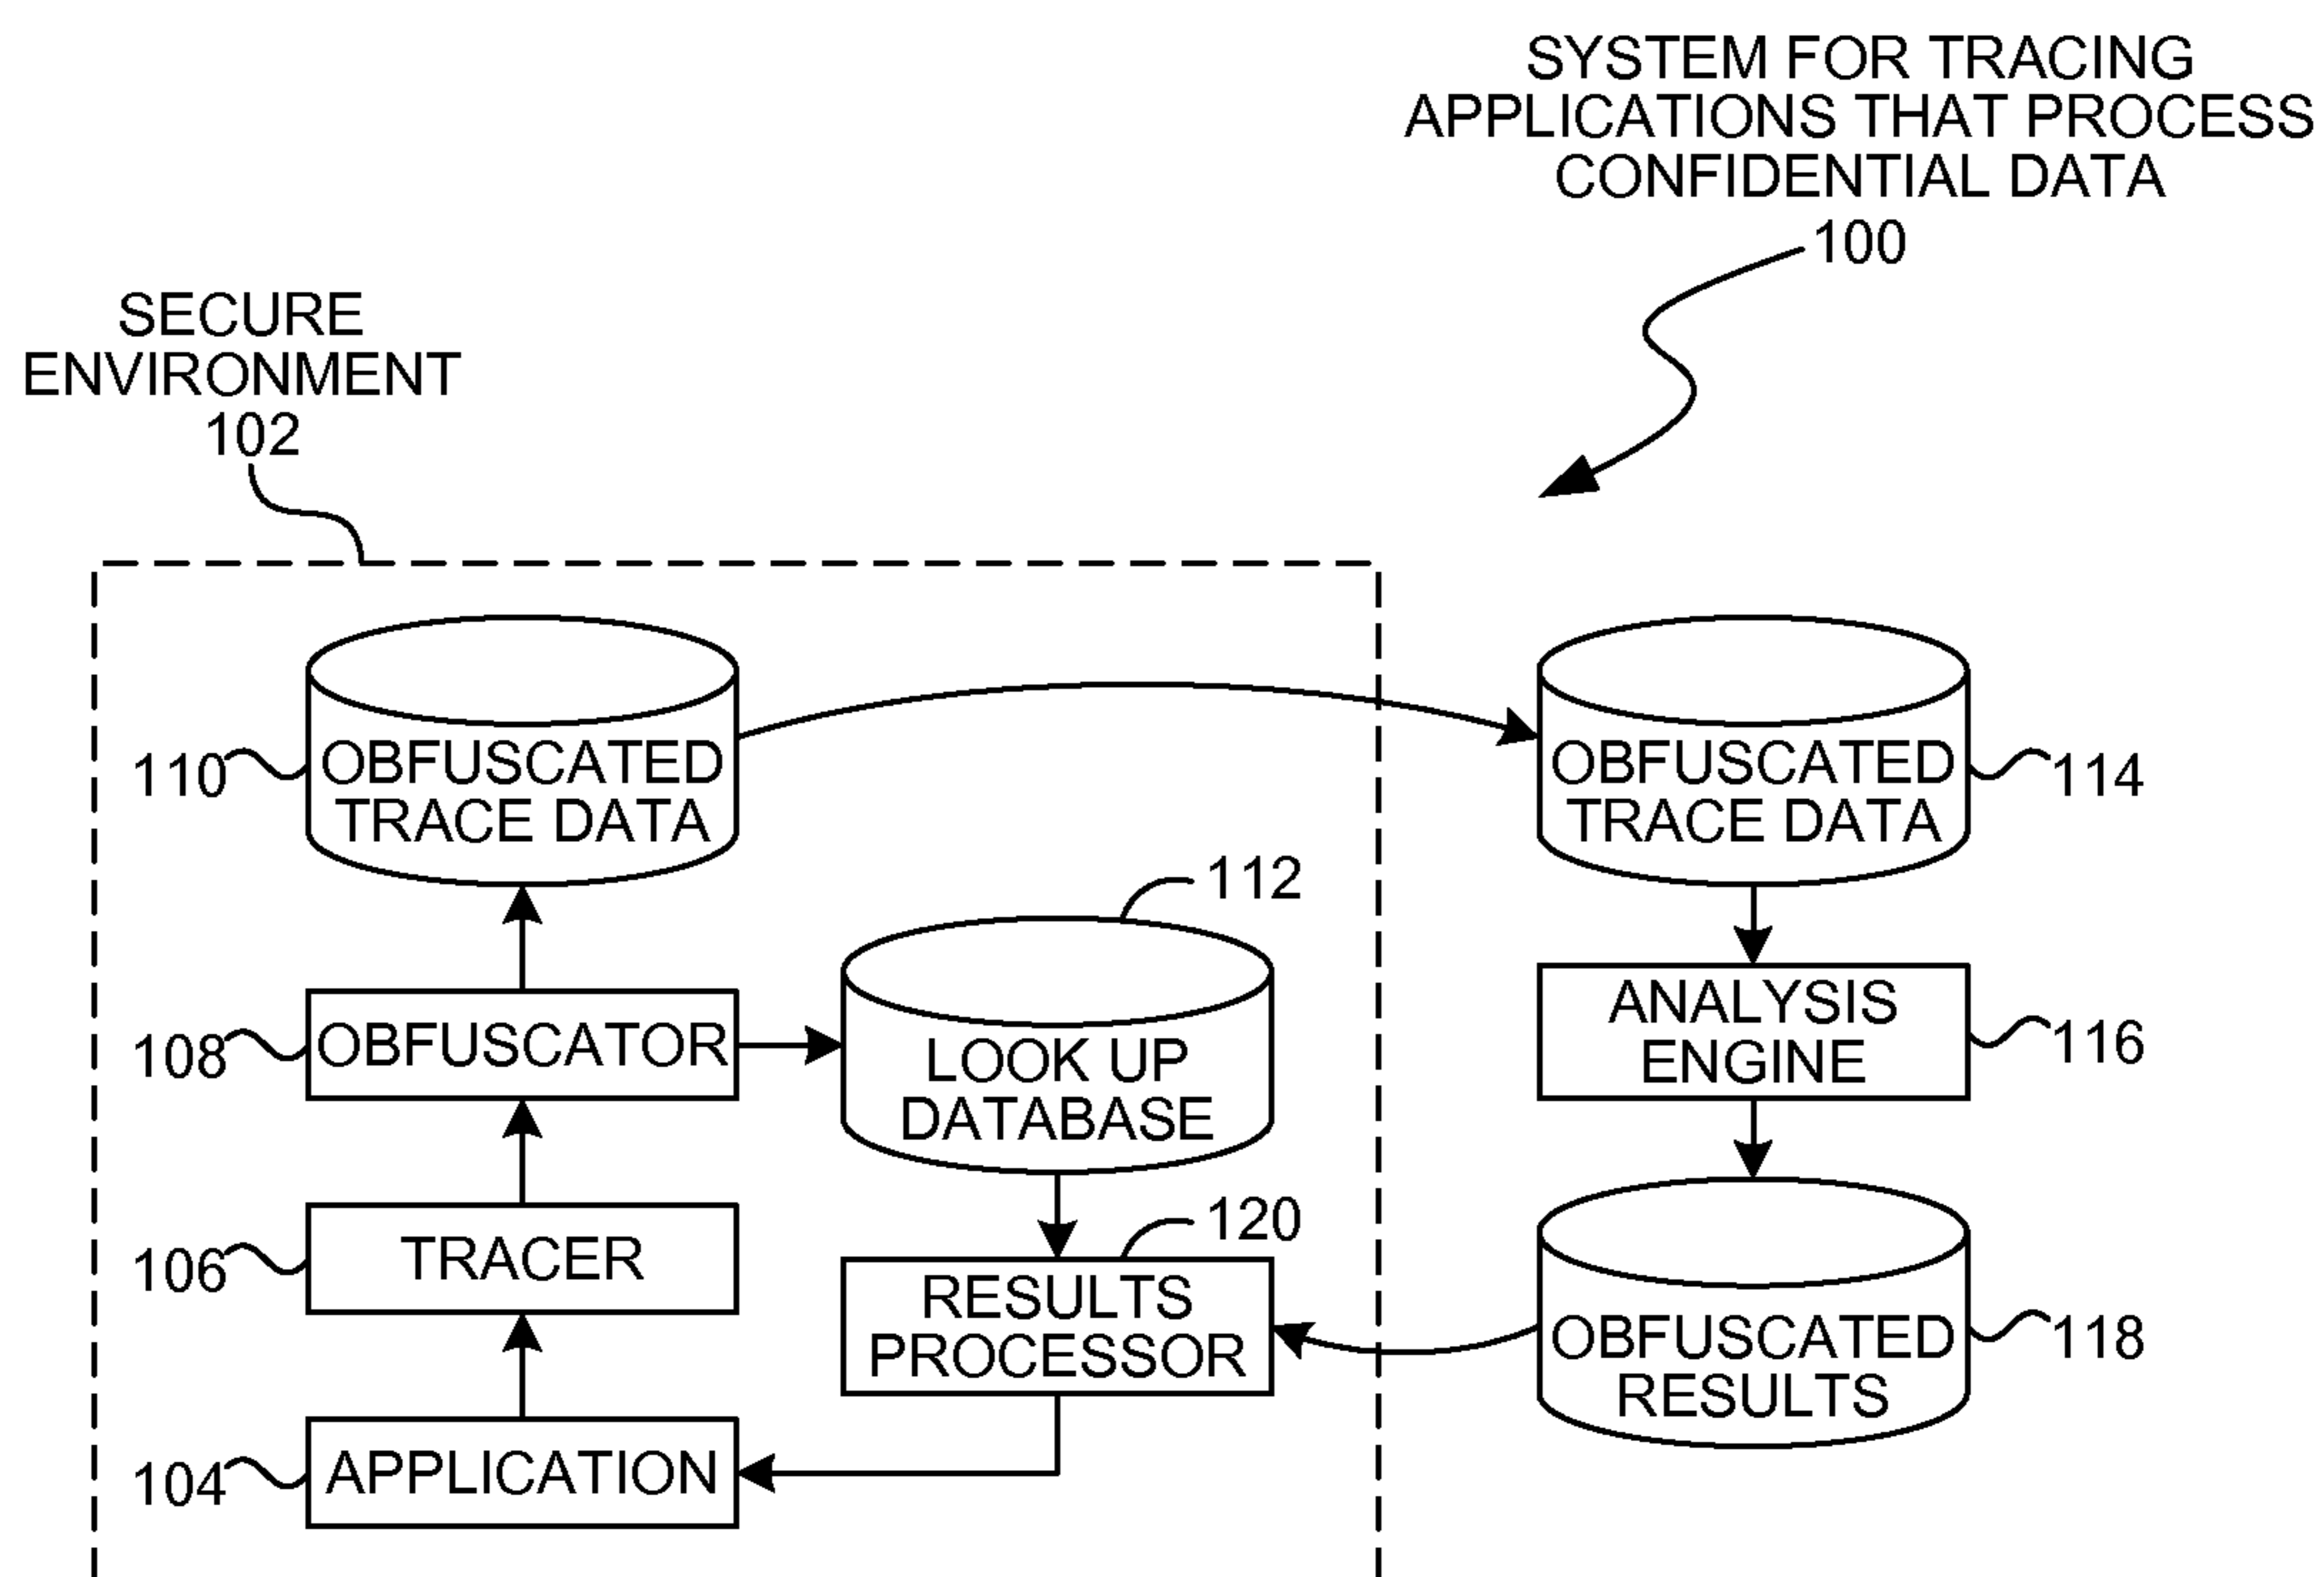 SYSTEM FOR TRACING
APPLICATIONS THAT PROCESS
CONFIDENTIAL DATA
100
SECURE
ENVIRONMENT
102
110
OBFUSCATED
TRACE DATA
OBFUSCATED
TRACE DATA
114
112
108
OBFUSCATOR
LOOK UP
DATABASE
ANALYSIS
ENGINE
116
106
TRACER
120
RESULTS
PROCESSOR
OBFUSCATED
RESULTS
118
104
APPLICATION